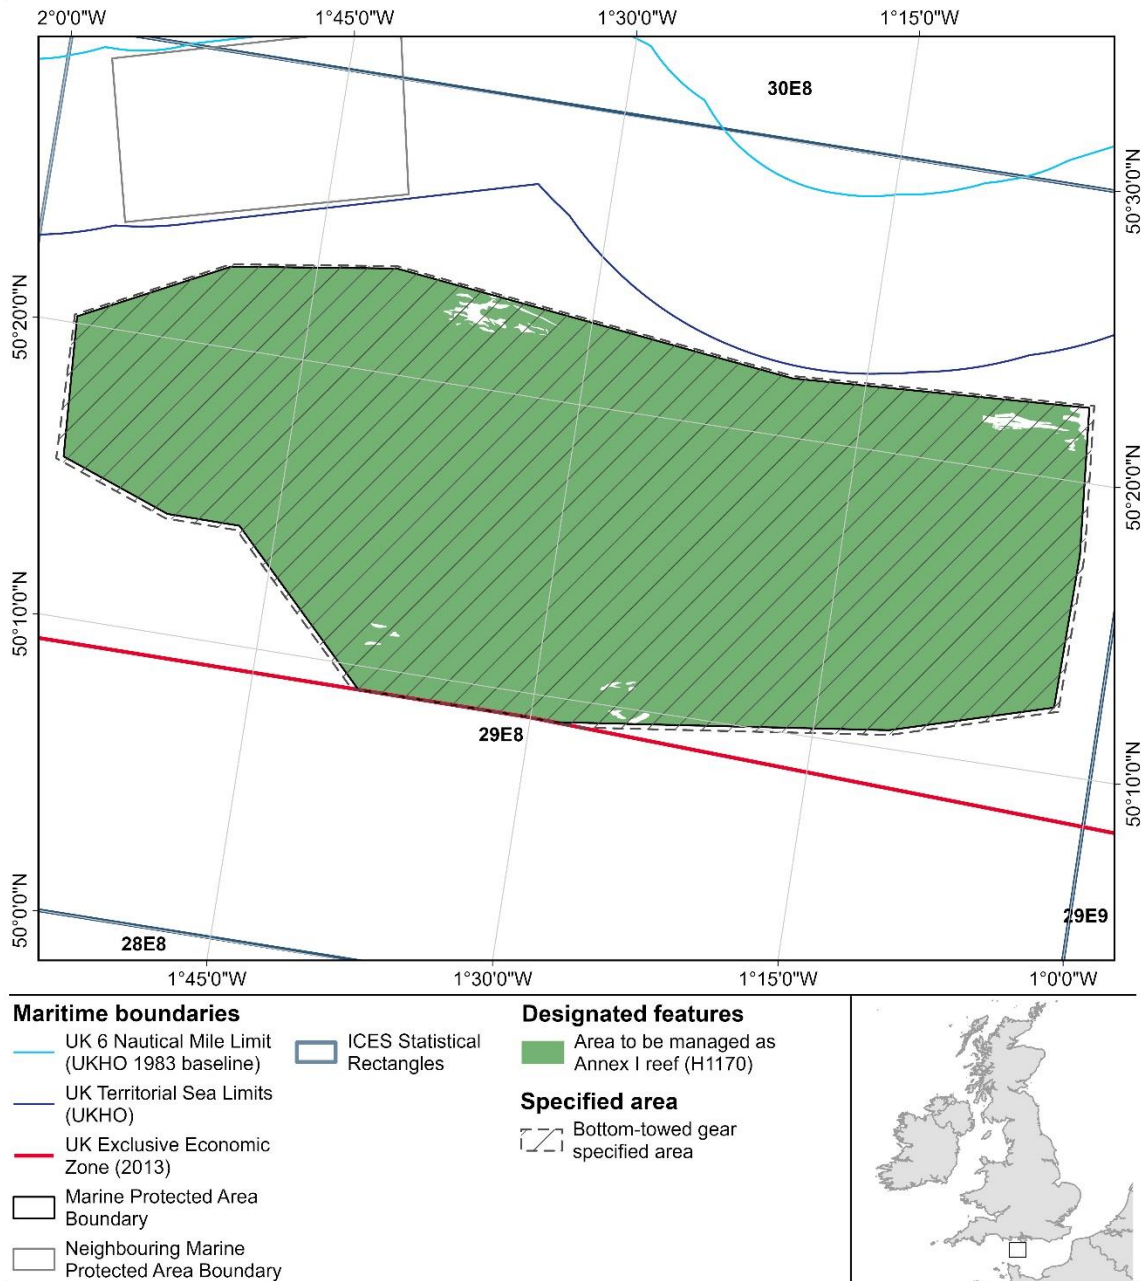 2°0'0"W
1°45'0"W
1°30'0"W
1°15'0"W
30E8
50°30'0"N
50°20'0"N
50°20'0"N
50°10'0"N
29E8
50°10'0"N
50°0'0"N
29E9
28E8
1°45'0"W
1°30'0"W
1°15'0"W
1°0'0"W
Maritime boundaries
UK 6 Nautical Mile Limit
(UKHO 1983 baseline)
UK Territorial Sea Limits
(UKHO)
UK Exclusive Economic
Zone (2013)
Marine Protected Area
Boundary
Neighbouring Marine
Protected Area Boundary
ICES Statistical
Rectangles
Designated features
Area to be managed as
Annex I reef (H1170)
Specified area
Bottom-towed gear
specified area